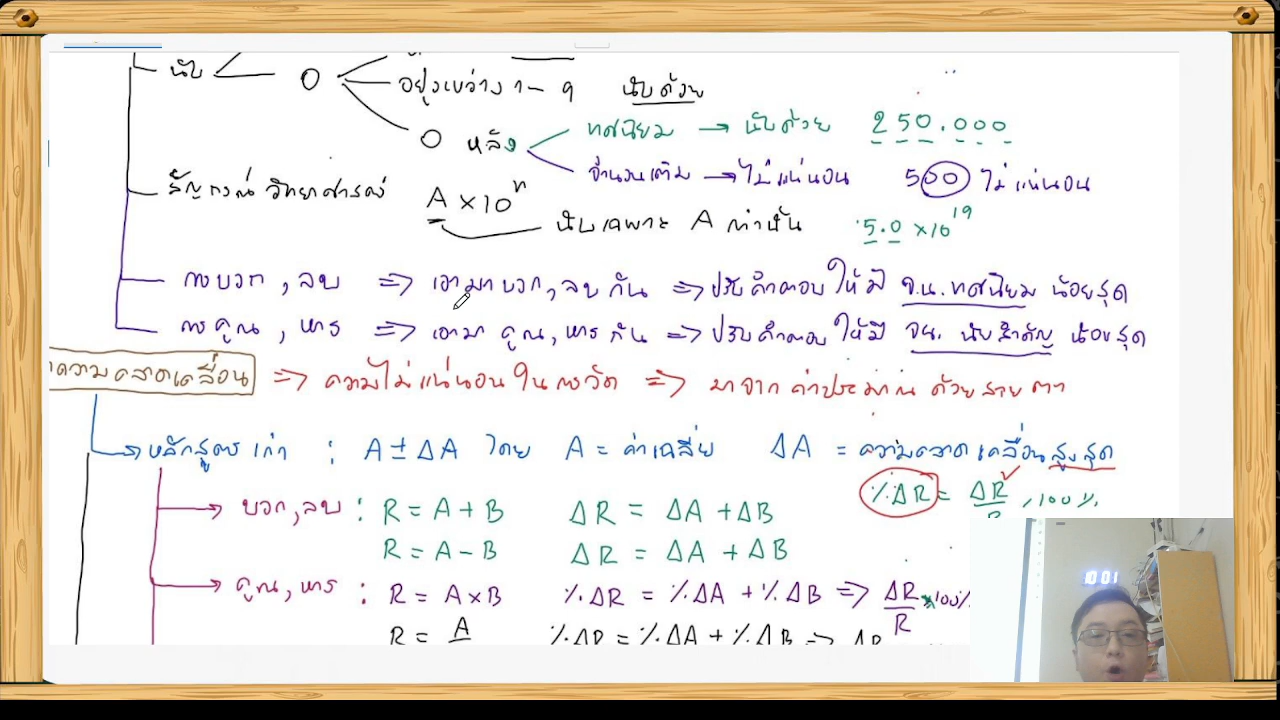 นับ 0 อยู่ระหว่าง 1-9 นับด้วย
0 หลัง ทศนิยม → นับด้วย 250.000
จำนวนเต็ม → ไม่แน่นอน 500 ไม่แน่นอน
สัญกรณ์วิทยาศาสตร์ A × 10ⁿ
นับเฉพาะ A เท่านั้น 5.0 × 10¹⁹
การบวก, ลบ => เอามาบวก, ลบกัน => ปรับคำตอบให้มี จ.น.ทศนิยม น้อยสุด
การคูณ, หาร => เอามา คูณ, หารกัน => ปรับคำตอบให้มี จน. นัยสำคัญ น้อยสุด
ความคลาดเคลื่อน => ความไม่แน่นอนในการวัด => มาจาก ค่าประมาณ ด้วยสายตา
หลักสูตรเก่า : A ± ΔA โดย A = ค่าเฉลี่ย ΔA = ความคลาดเคลื่อนสูงสุด
% ΔR = ΔR × 100 %
บวก, ลบ : R = A + B ΔR = ΔA + ΔB
R = A - B ΔR = ΔA + ΔB
คูณ, หาร : R = A × B % ΔR = % ΔA + % ΔB => ΔR/R × 100 %
R = A % ΔR = % ΔA + % ΔB => ΔR
10:01